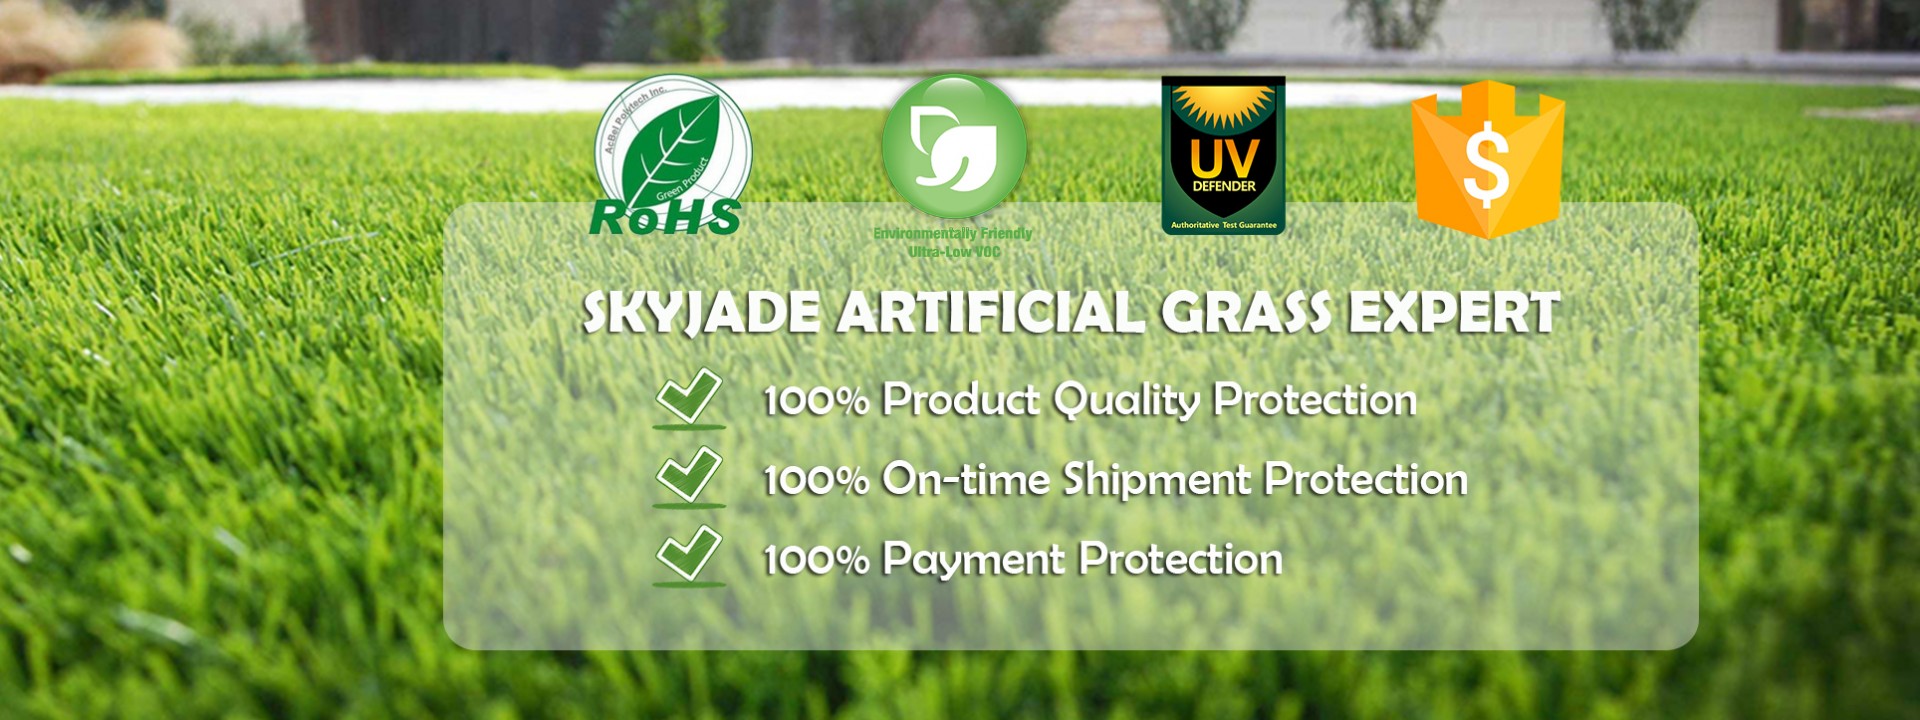 AcBel Polytech Inc.
Green Product
RoHS
Environmentally Friendly
Ultra-Low VOC
UV
DEFENDER
Authoritative Test Guarantee
$
SKYJADE ARTIFICIAL GRASS EXPERT
100% Product Quality Protection
100% On-time Shipment Protection
100% Payment Protection